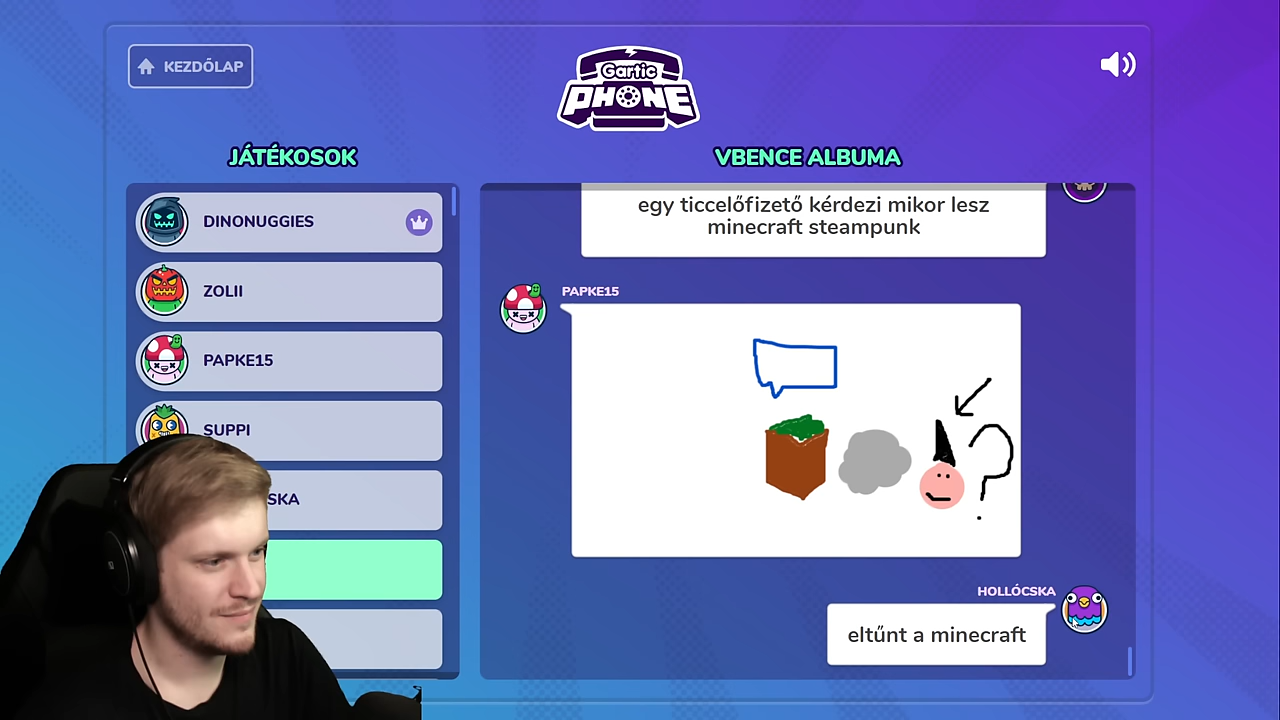 KEZDŐLAP
Gartic
PHONE
JÁTÉKOSOK
VBENCE ALBUMA
DINONUGGIES
ZOLII
PAPKE15
SUPPI
SKA
egy ticcelőfizető kérdezi mikor lesz
minecraft steampunk
PAPKE15
HOLLÓCSKA
eltűnt a minecraft